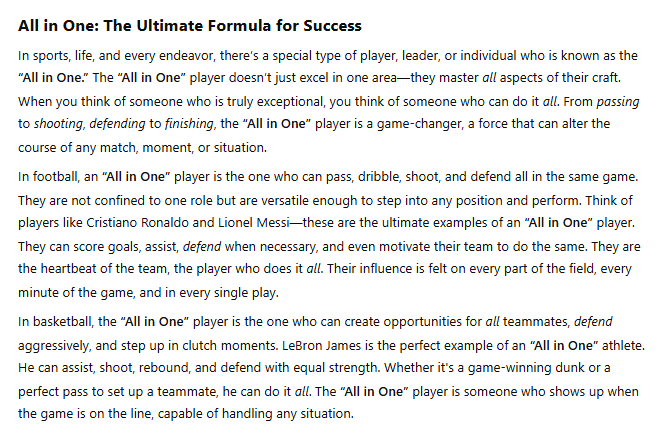 All in One: The Ultimate Formula for Success
In sports, life, and every endeavor, there's a special type of player, leader, or individual who is known as the
“All in One.” The “All in One” player doesn't just excel in one area—they master all aspects of their craft.
When you think of someone who is truly exceptional, you think of someone who can do it all. From passing
to shooting, defending to finishing, the “All in One” player is a game-changer, a force that can alter the
course of any match, moment, or situation.
In football, an “All in One” player is the one who can pass, dribble, shoot, and defend all in the same game.
They are not confined to one role but are versatile enough to step into any position and perform. Think of
players like Cristiano Ronaldo and Lionel Messi—these are the ultimate examples of an “All in One” player.
They can score goals, assist, defend when necessary, and even motivate their team to do the same. They are
the heartbeat of the team, the player who does it all. Their influence is felt on every part of the field, every
minute of the game, and in every single play.
In basketball, the “All in One” player is the one who can create opportunities for all teammates, defend
aggressively, and step up in clutch moments. LeBron James is the perfect example of an “All in One” athlete.
He can assist, shoot, rebound, and defend with equal strength. Whether it's a game-winning dunk or a
perfect pass to set up a teammate, he can do it all. The “All in One” player is someone who shows up when
the game is on the line, capable of handling any situation.